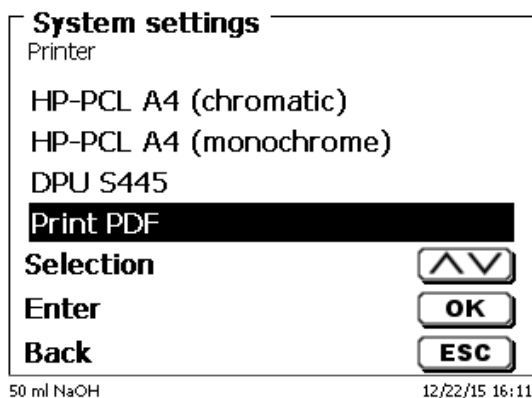 System settings
Printer
HP-PCL A4 (chromatic)
HP-PCL A4 (monochrome)
DPU S445
Print PDF
Selection
Enter OK
Back ESC
50 ml NaOH 12/22/15 16:11